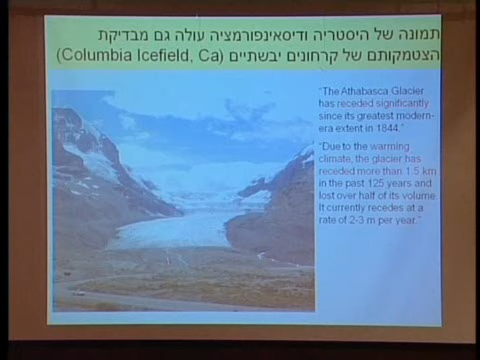 תמונה של היסטריה ודיסאינפורמציה עולה גם מבדיקת
הצטמקותם של קרחונים יבשתיים (Columbia Icefield, Ca)
"The Athabasca Glacier
has receded significantly
since its greatest modern-
era extent in 1844."
"Due to the warming
climate, the glacier has
receded more than 1.5 km
in the past 125 years and
lost over half of its volume.
It currently recedes at a
rate of 2-3 m per year."